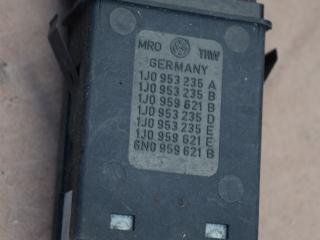 MRO TRW
GERMANY
1J0 953 235 A
1J0 953 235 B
1J0 959 621 B
1J0 953 235 D
1J0 953 235 E
1J0 959 621 E
6N0 959 621 B